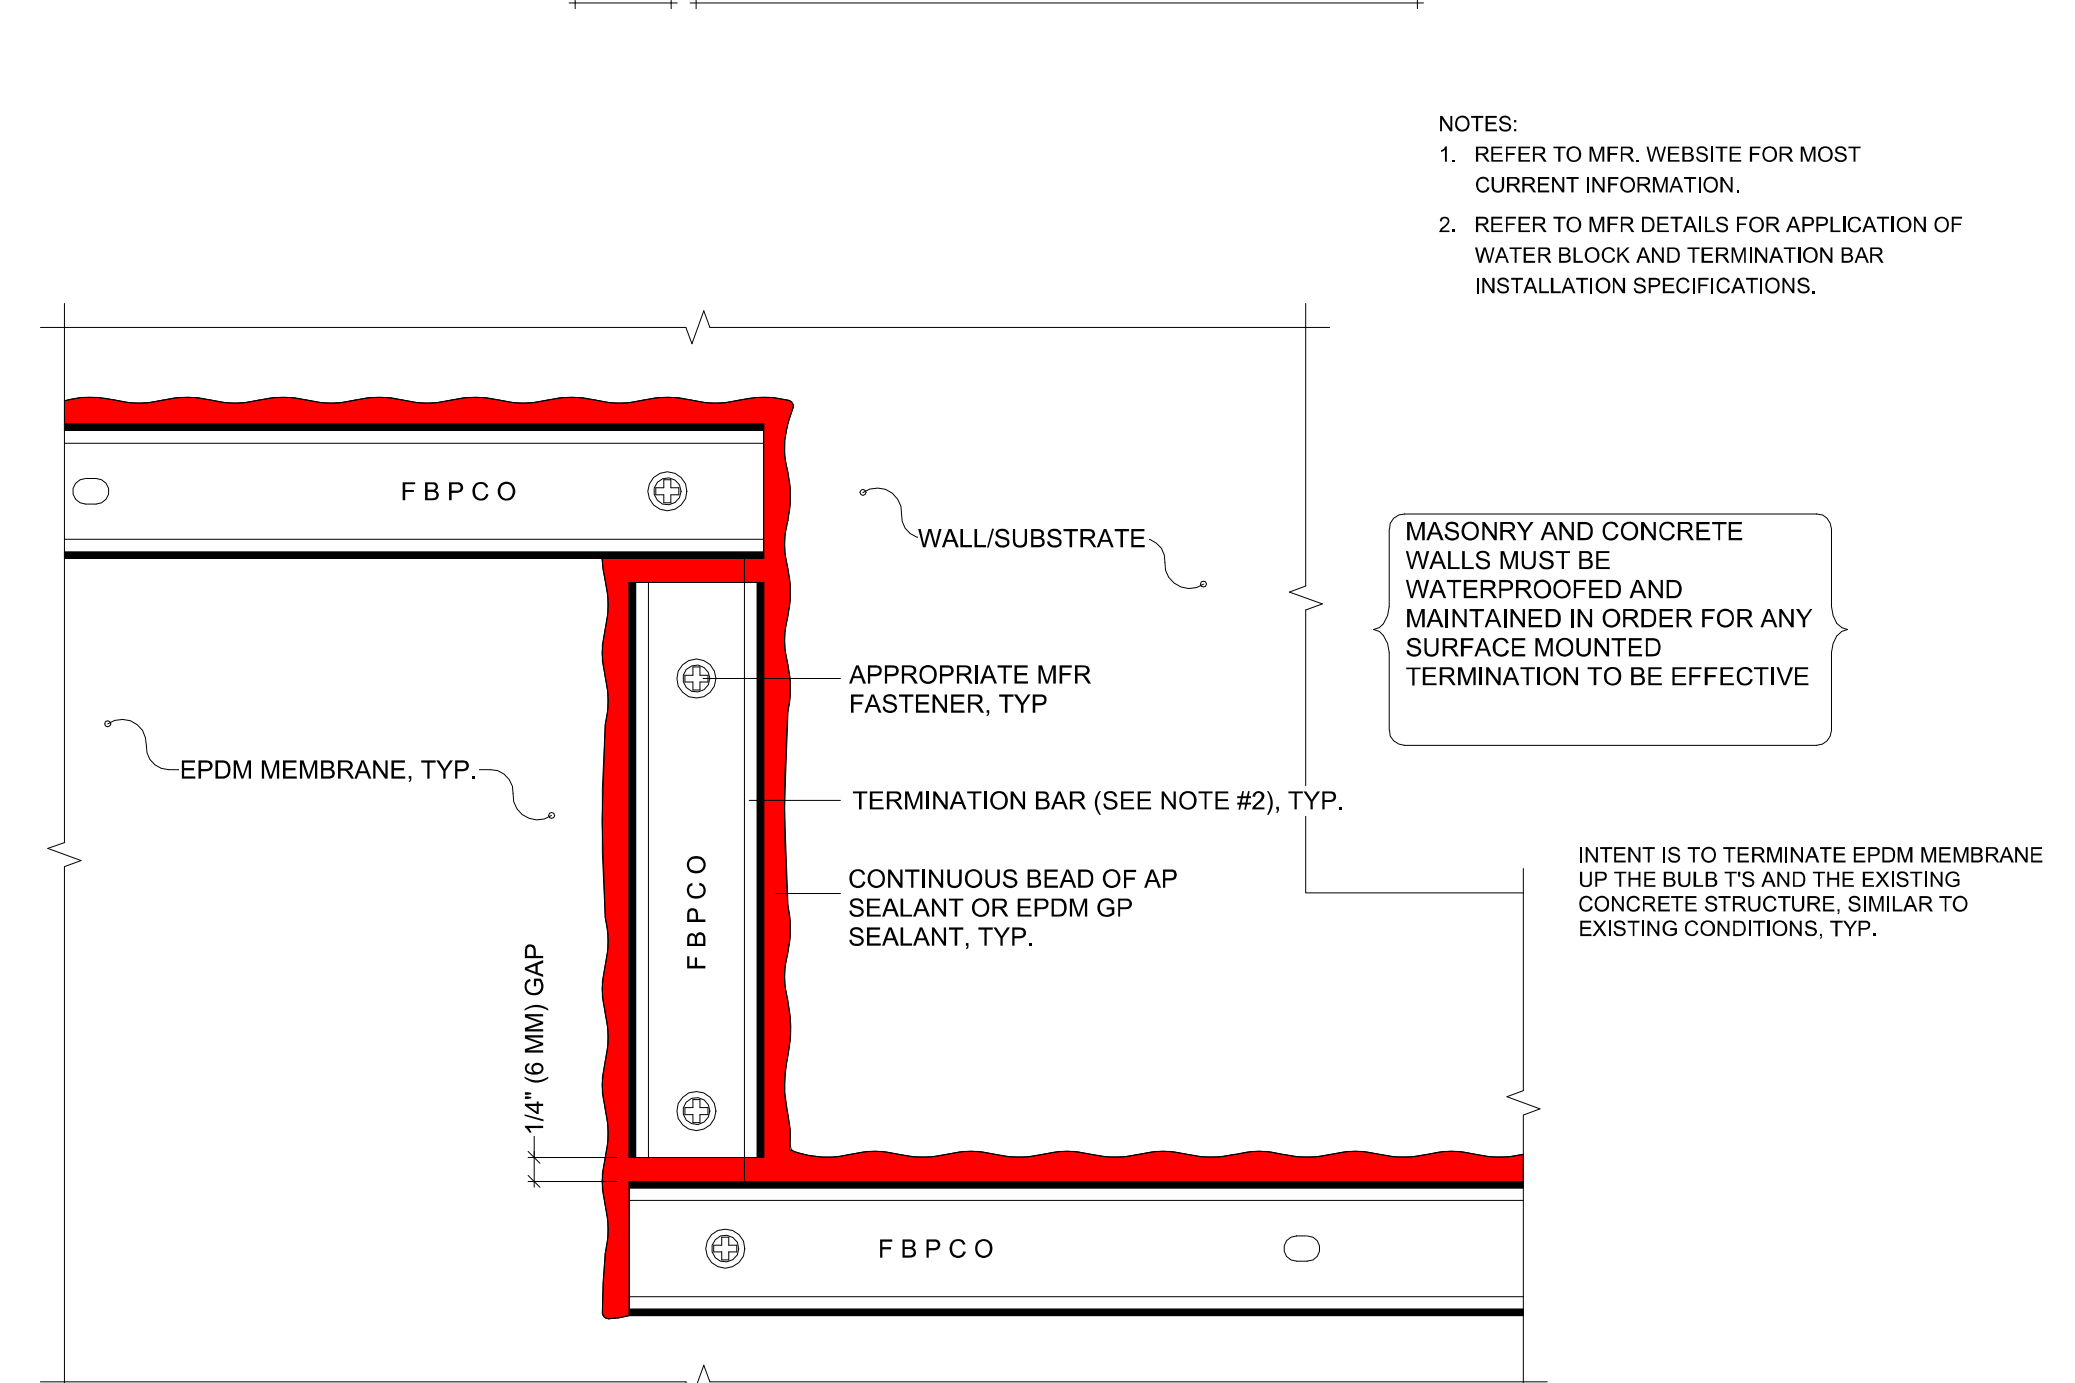 NOTES:
1. REFER TO MFR. WEBSITE FOR MOST
CURRENT INFORMATION.
2. REFER TO MFR DETAILS FOR APPLICATION OF
WATER BLOCK AND TERMINATION BAR
INSTALLATION SPECIFICATIONS.
FBPCO
WALL/SUBSTRATE
MASONRY AND CONCRETE
WALLS MUST BE
WATERPROOFED AND
MAINTAINED IN ORDER FOR ANY
SURFACE MOUNTED
TERMINATION TO BE EFFECTIVE
APPROPRIATE MFR
FASTENER, TYP
EPDM MEMBRANE, TYP.
TERMINATION BAR (SEE NOTE #2), TYP.
FBPCO
CONTINUOUS BEAD OF AP
SEALANT OR EPDM GP
SEALANT, TYP.
INTENT IS TO TERMINATE EPDM MEMBRANE
UP THE BULB T'S AND THE EXISTING
CONCRETE STRUCTURE, SIMILAR TO
EXISTING CONDITIONS, TYP.
1/4" (6 MM) GAP
FBPCO